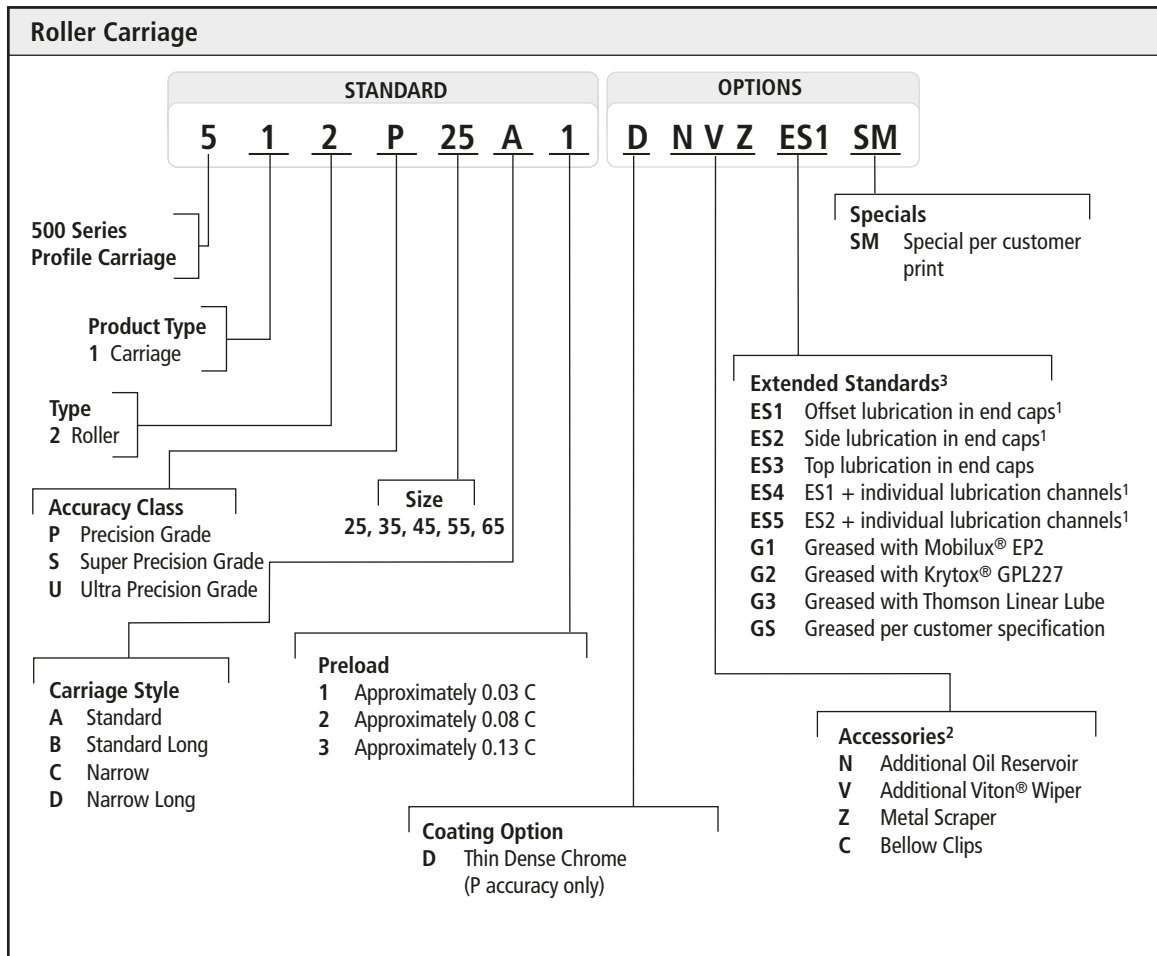 Roller Carriage
STANDARD
OPTIONS
5 1 2 P 25 A 1 D N V Z ES1 SM
500 Series
Profile Carriage
Product Type
1 Carriage
Type
2 Roller
Accuracy Class
P Precision Grade
S Super Precision Grade
U Ultra Precision Grade
Size
25, 35, 45, 55, 65
Carriage Style
A Standard
B Standard Long
C Narrow
D Narrow Long
Preload
1 Approximately 0.03 C
2 Approximately 0.08 C
3 Approximately 0.13 C
Coating Option
D Thin Dense Chrome
(P accuracy only)
Specials
SM Special per customer
print
Extended Standards³
ES1 Offset lubrication in end caps¹
ES2 Side lubrication in end caps¹
ES3 Top lubrication in end caps
ES4 ES1 + individual lubrication channels¹
ES5 ES2 + individual lubrication channels¹
G1 Greased with Mobilux® EP2
G2 Greased with Krytox® GPL227
G3 Greased with Thomson Linear Lube
GS Greased per customer specification
Accessories²
N Additional Oil Reservoir
V Additional Viton® Wiper
Z Metal Scraper
C Bellow Clips